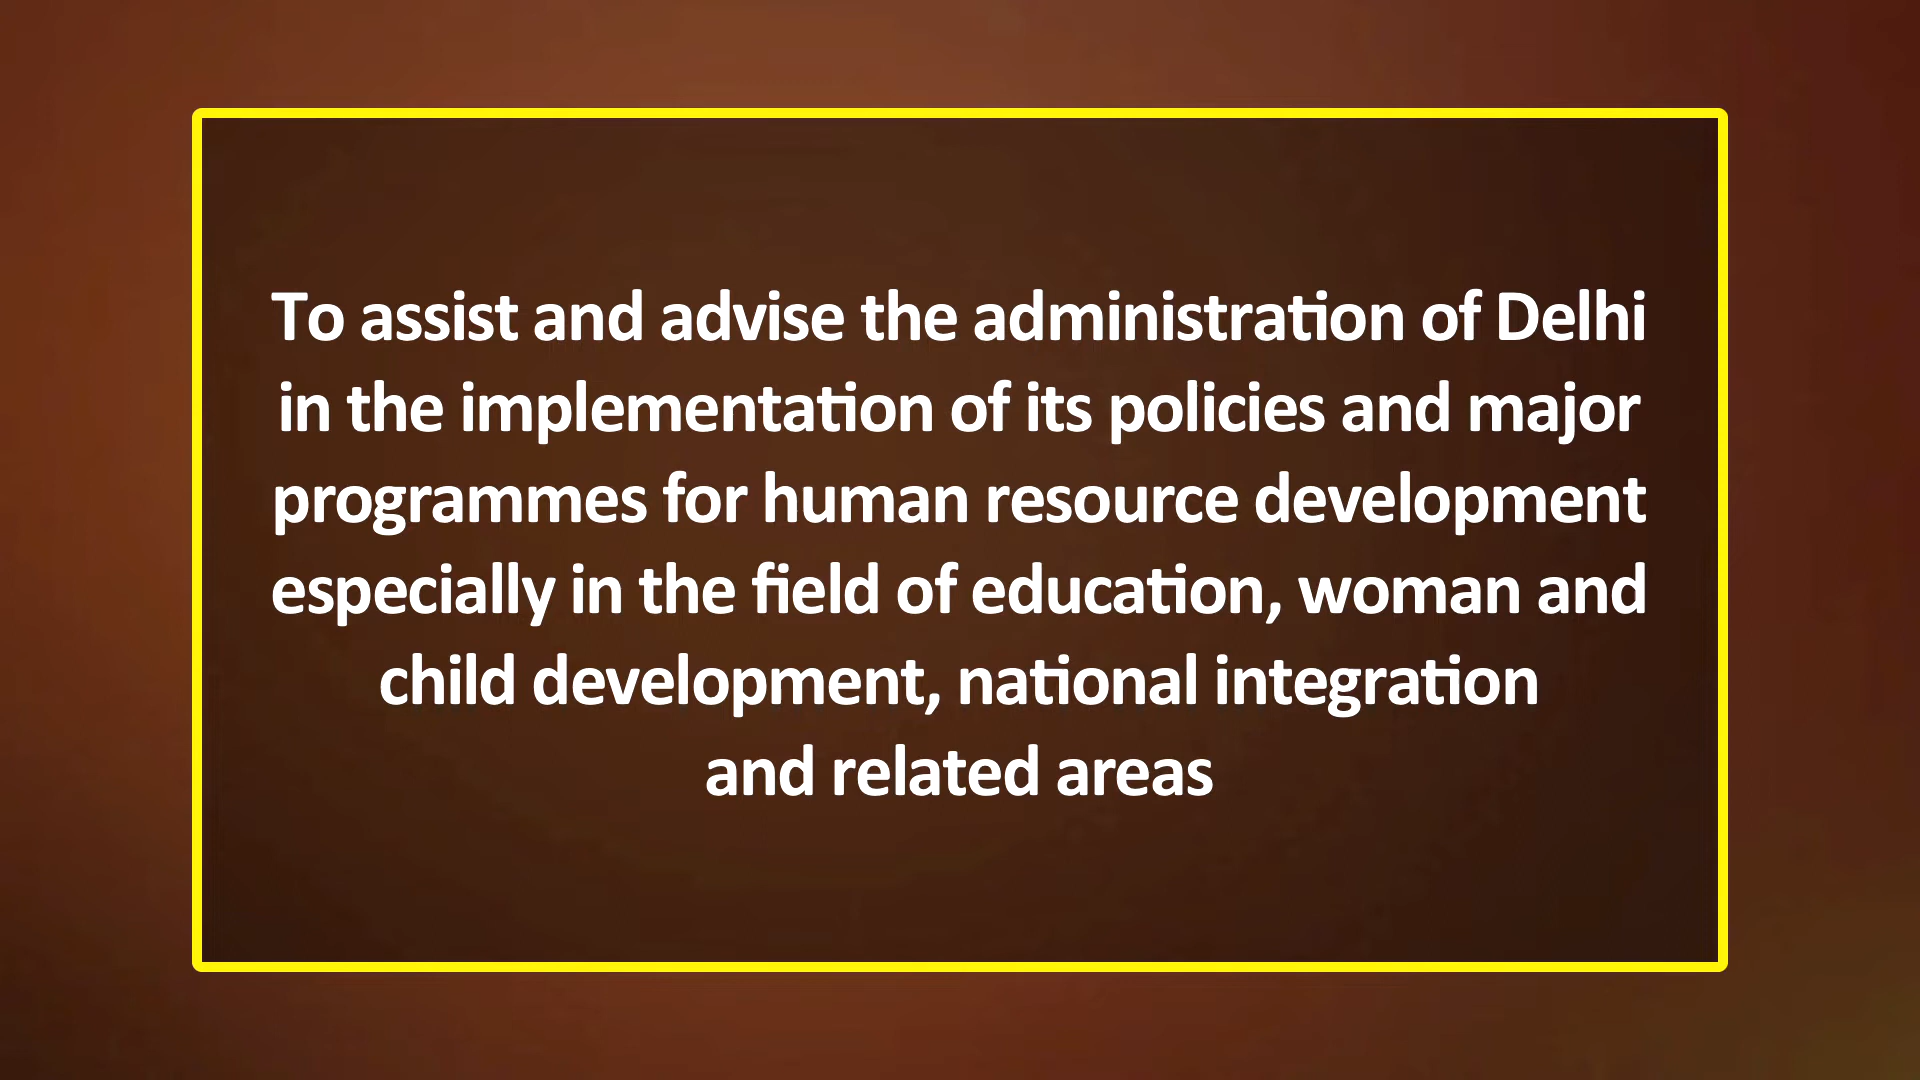 To assist and advise the administration of Delhi
in the implementation of its policies and major
programmes for human resource development
especially in the field of education, woman and
child development, national integration
and related areas